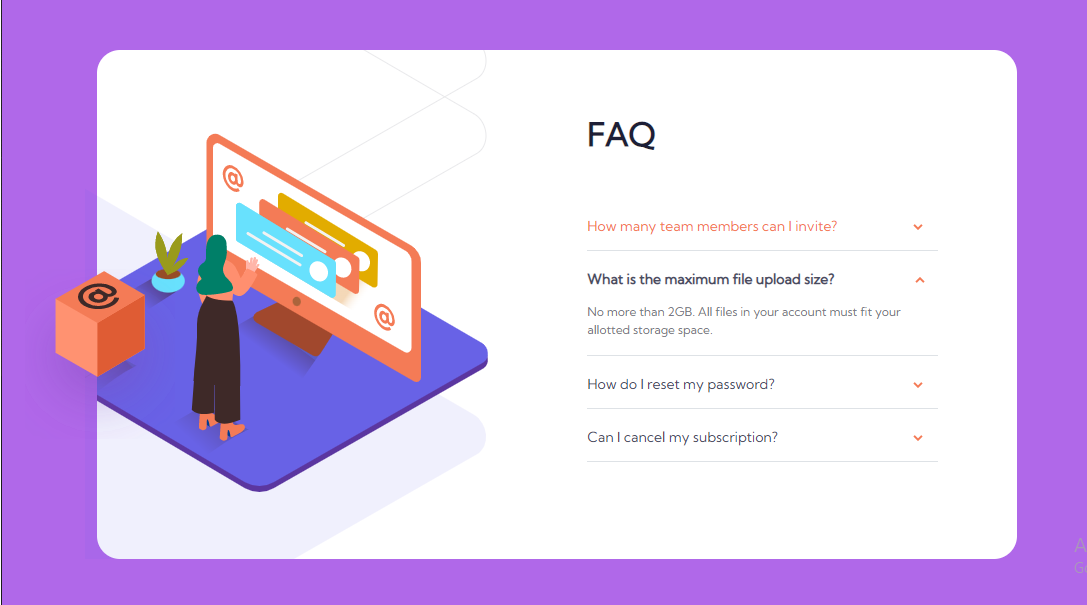 FAQ
How many team members can I invite?
What is the maximum file upload size?
No more than 2GB. All files in your account must fit your
allotted storage space.
How do I reset my password?
Can I cancel my subscription?
@
@
@